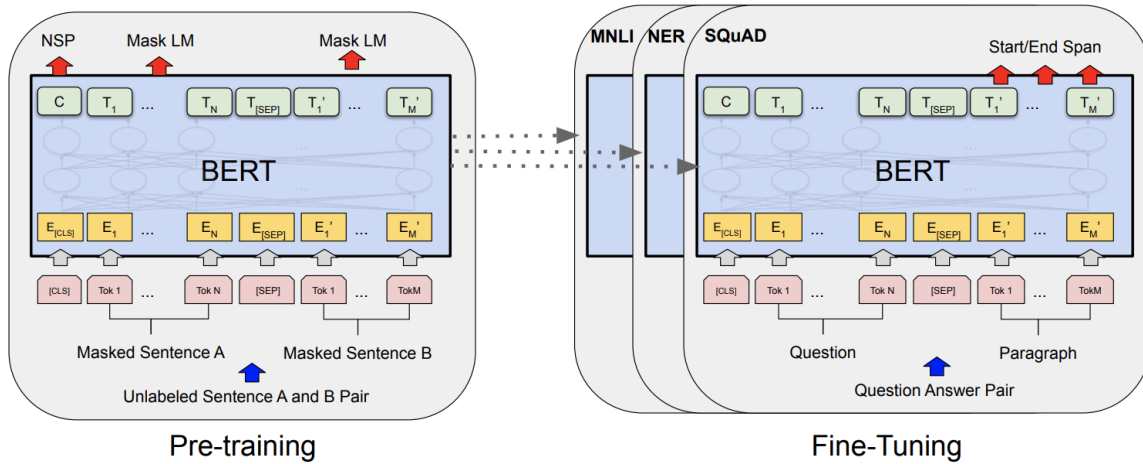 NSP Mask LM Mask LM
C T1 ... TN T[SEP] T1' ... TM'
...
BERT
...
E[CLS] E1 ... EN E[SEP] E1' ... EM'
[CLS] Tok 1 ... Tok N [SEP] Tok 1 ... TokM
Masked Sentence A Masked Sentence B
Unlabeled Sentence A and B Pair
Pre-training
MNLI NER SQuAD
Start/End Span
C T1 ... TN T[SEP] T1' ... TM'
...
BERT
...
E[CLS] E1 ... EN E[SEP] E1' ... EM'
[CLS] Tok 1 ... Tok N [SEP] Tok 1 ... TokM
Question Paragraph
Question Answer Pair
Fine-Tuning